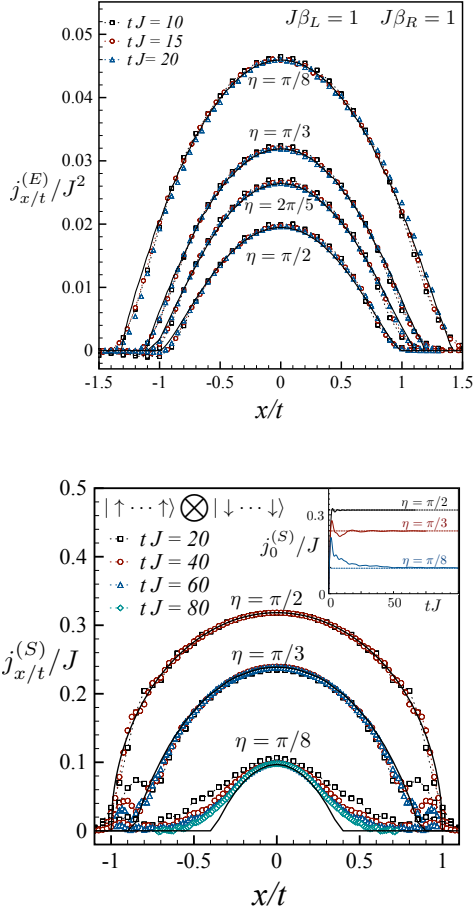 tJ = 10
tJ = 15
tJ = 20
Jβ_L = 1 Jβ_R = 1
η = π/8
η = π/3
η = 2π/5
η = π/2
j_{x/t}^{(E)}/J^2
0.05
0.04
0.03
0.02
0.01
0
-1.5 -1 -0.5 0 0.5 1 1.5
x/t
|↑···↑⟩ ⊗ |↓···↓⟩
tJ = 20
tJ = 40
tJ = 60
tJ = 80
η = π/2
η = π/3
η = π/8
j_{x/t}^{(S)}/J
0.5
0.4
0.3
0.2
0.1
0
-1 -0.5 0 0.5 1
x/t
η = π/2
η = π/3
η = π/8
0.3
j_0^{(S)}/J
0
0 50 tJ